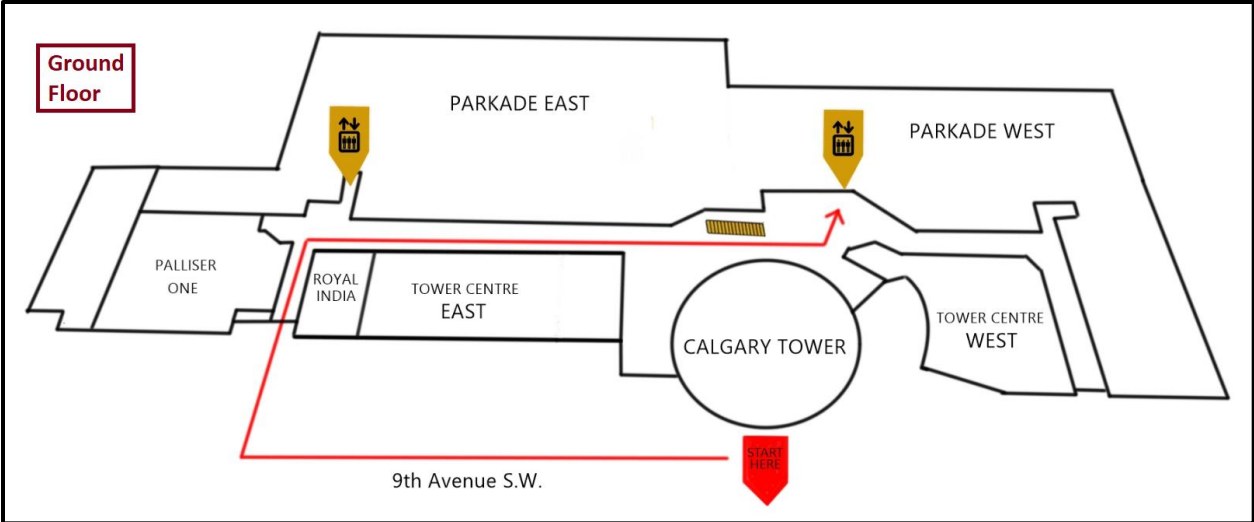 Ground
Floor
PARKADE EAST
PARKADE WEST
PALLISER
ONE
ROYAL
INDIA
TOWER CENTRE
EAST
CALGARY TOWER
TOWER CENTRE
WEST
START
HERE
9th Avenue S.W.